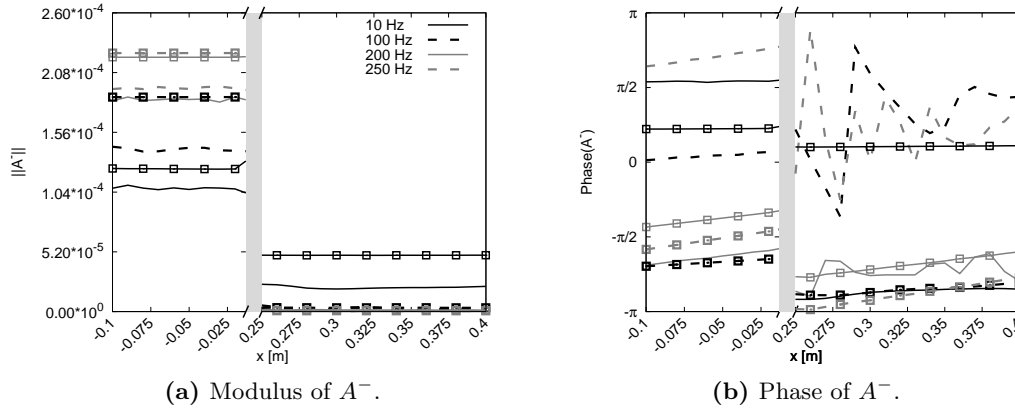 2.60*10⁻⁴
2.08*10⁻⁴
1.56*10⁻⁴
1.04*10⁻⁴
5.20*10⁻⁵
0.00*10⁰
||A⁻||
10 Hz
100 Hz
200 Hz
250 Hz
-0.1
-0.075
-0.05
-0.025
0.25
0.275
0.3
0.325
0.35
0.375
0.4
x [m]
(a) Modulus of A⁻.
π
π/2
0
-π/2
-π
Phase(A⁻)
-0.1
-0.075
-0.05
-0.025
0.25
0.275
0.3
0.325
0.35
0.375
0.4
x [m]
(b) Phase of A⁻.